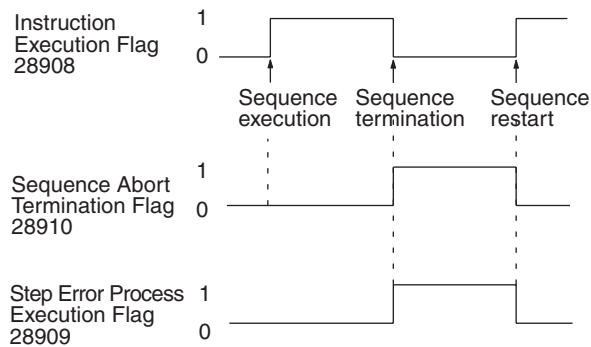 Instruction
Execution Flag
28908
1
0
Sequence execution
Sequence termination
Sequence restart
Sequence Abort
Termination Flag
28910
1
0
Step Error Process
Execution Flag
28909
1
0